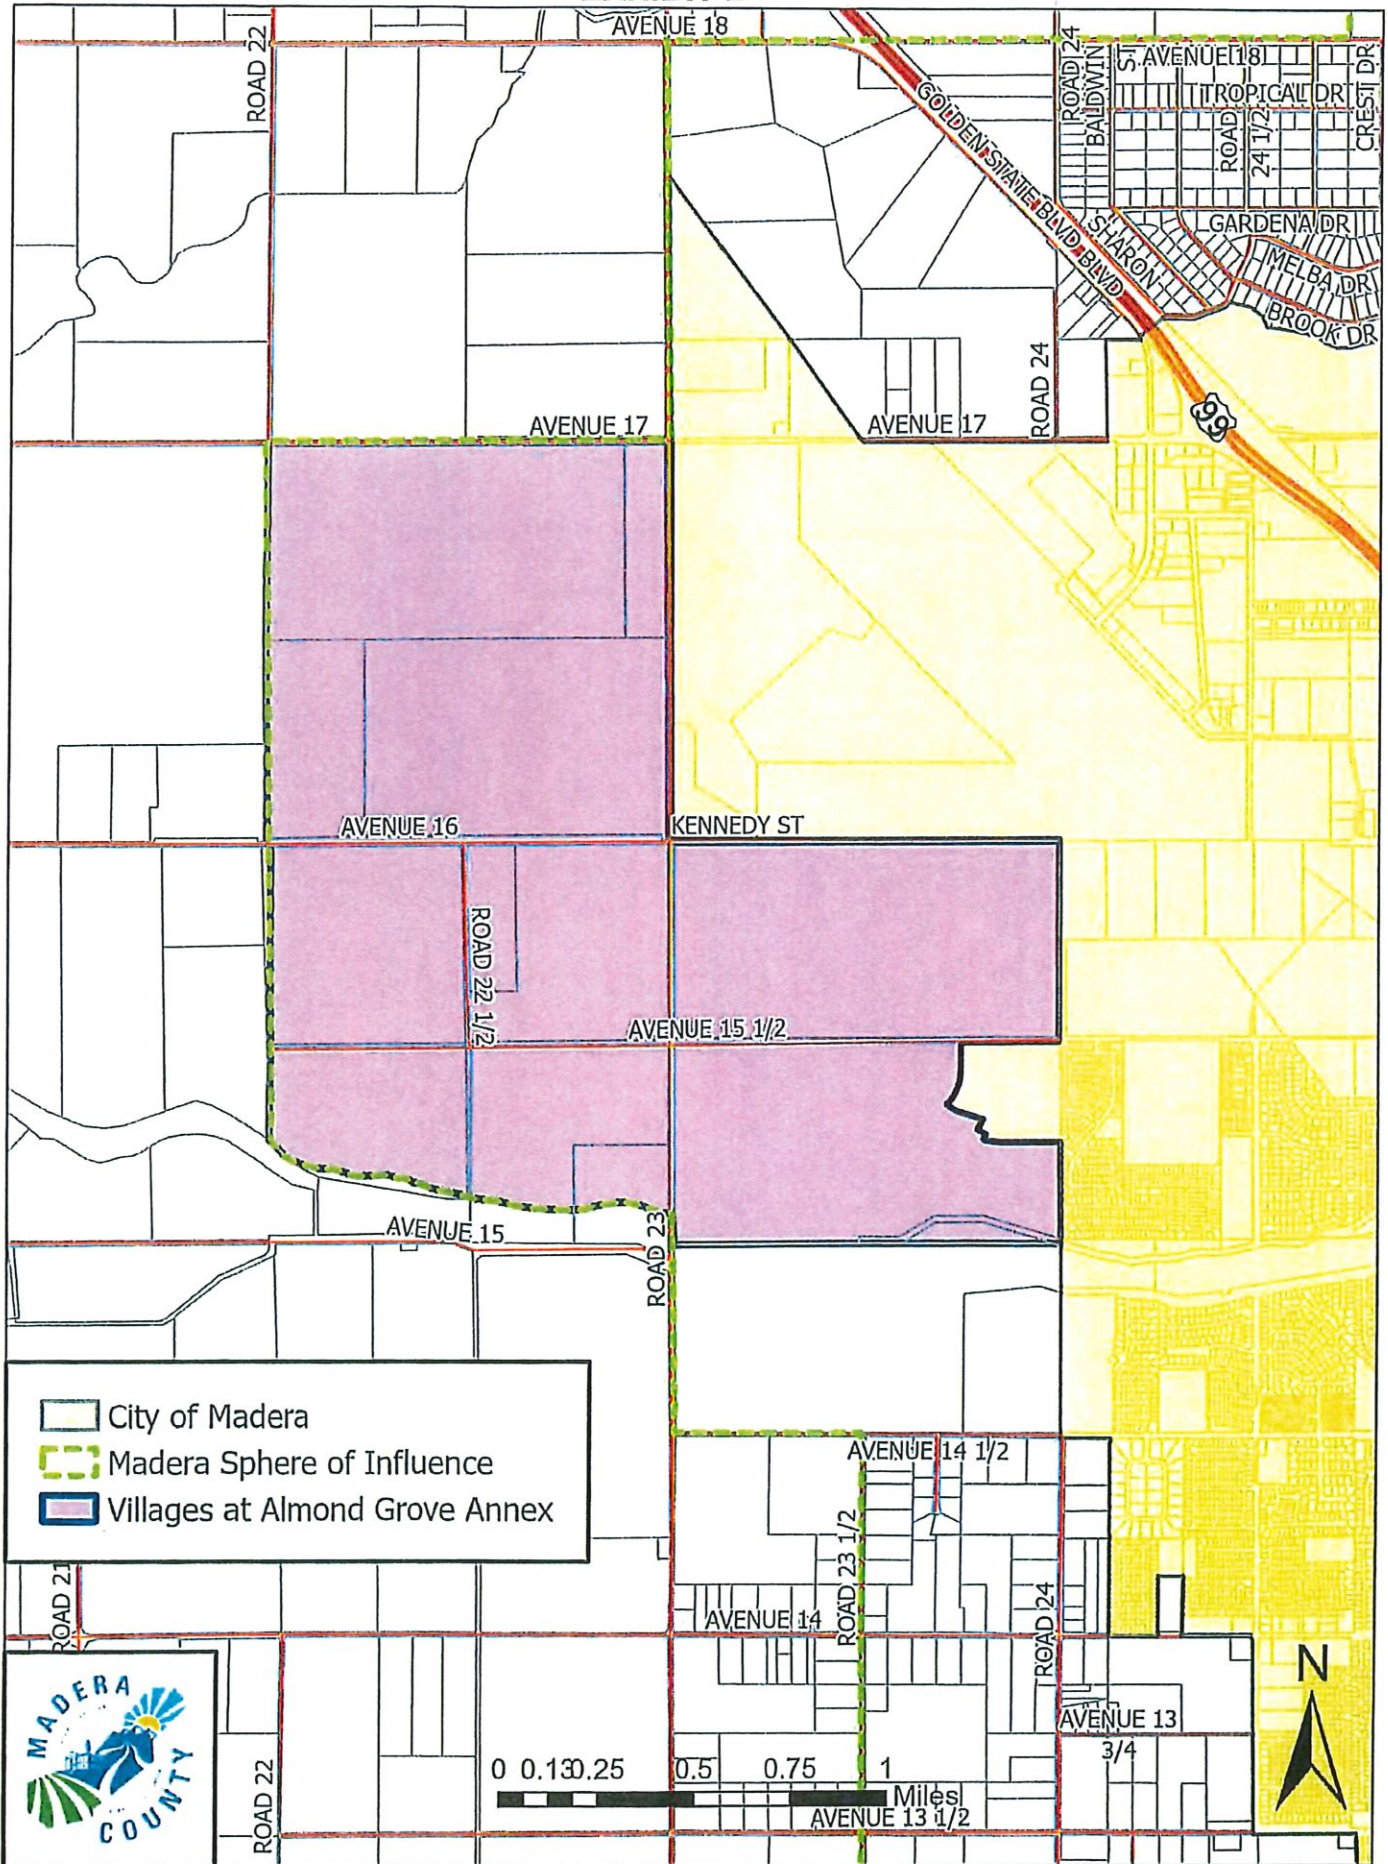 AVENUE 18
ROAD 22
ROAD 24
BALDWIN
ST
AVENUE 18
TROPICAL DR
ROAD
24 1/2
CREST DR
GOLDEN STATE BLVD BLVD
SHARON
GARDENA DR
MELBA DR
BROOK DR
ROAD 24
99
AVENUE 17
AVENUE 17
AVENUE 16
KENNEDY ST
ROAD 22 1/2
AVENUE 15 1/2
AVENUE 15
ROAD 23
City of Madera
Madera Sphere of Influence
Villages at Almond Grove Annex
AVENUE 14 1/2
ROAD 23 1/2
ROAD 21
AVENUE 14
ROAD 24
MADERA
COUNTY
ROAD 22
AVENUE 13
3/4
N
0 0.130.25 0.5 0.75 1
Miles
AVENUE 13 1/2